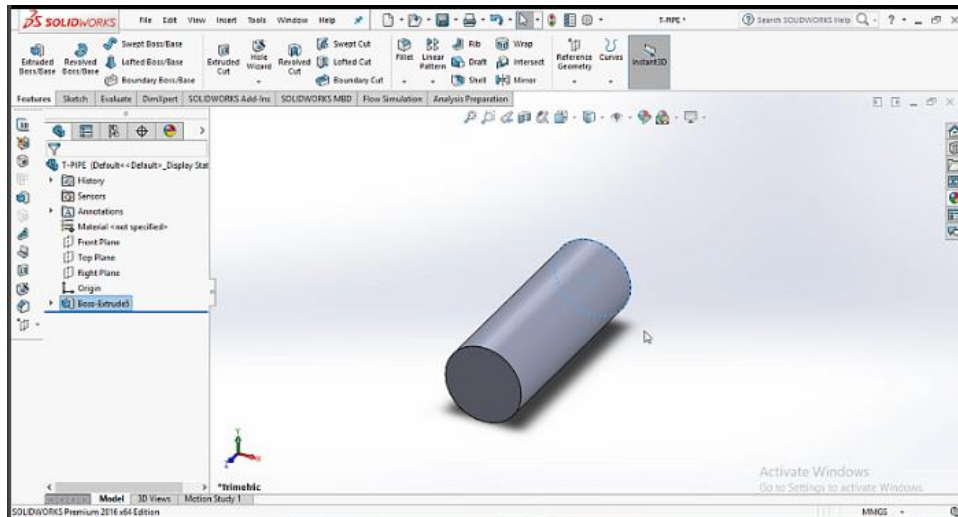 SOLIDWORKS File Edit View Insert Tools Window Help T-PIPE * Search SOLIDWORKS Help
Extruded Boss/Base
Revolved Boss/Base
Swept Boss/Base
Lofted Boss/Base
Boundary Boss/Base
Extruded Cut
Hole Wizard
Revolved Cut
Swept Cut
Lofted Cut
Boundary Cut
Fillet
Linear Pattern
Rib
Draft
Shell
Wrap
Intersect
Mirror
Reference Geometry
Curves
Instant3D
Features Sketch Evaluate DimXpert SOLIDWORKS Add-Ins SOLIDWORKS MBD Flow Simulation Analysis Preparation
T-PIPE (Default<<Default>_Display Stat
History
Sensors
Annotations
Material <not specified>
Front Plane
Top Plane
Right Plane
Origin
Boss-Extrude5
*Trimetric
Activate Windows
Go to Settings to activate Windows.
Model 3D Views Motion Study 1
SOLIDWORKS Premium 2016 x64 Edition MMGS